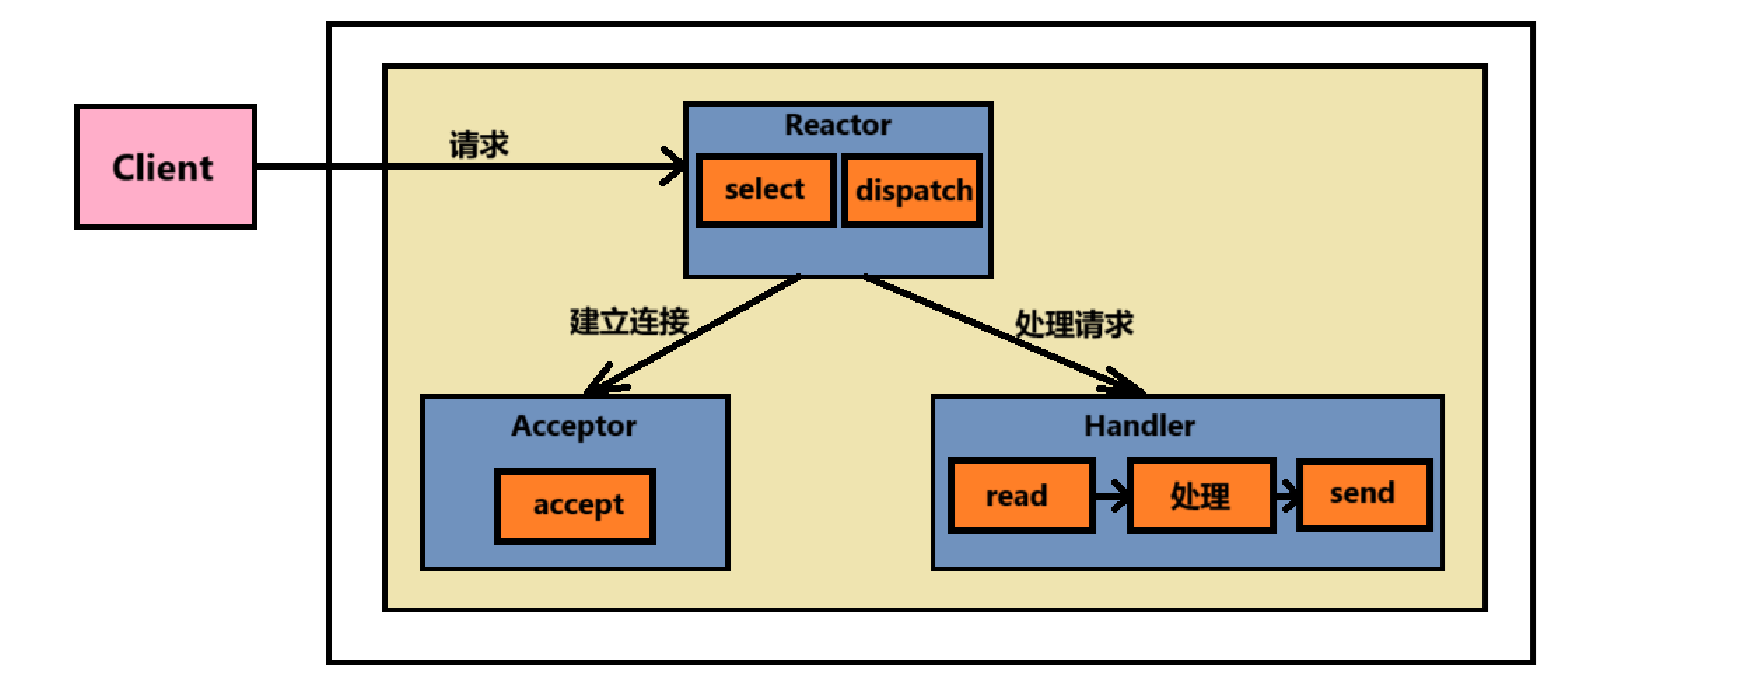 Client
请求
Reactor
select
dispatch
建立连接
处理请求
Acceptor
accept
Handler
read
处理
send